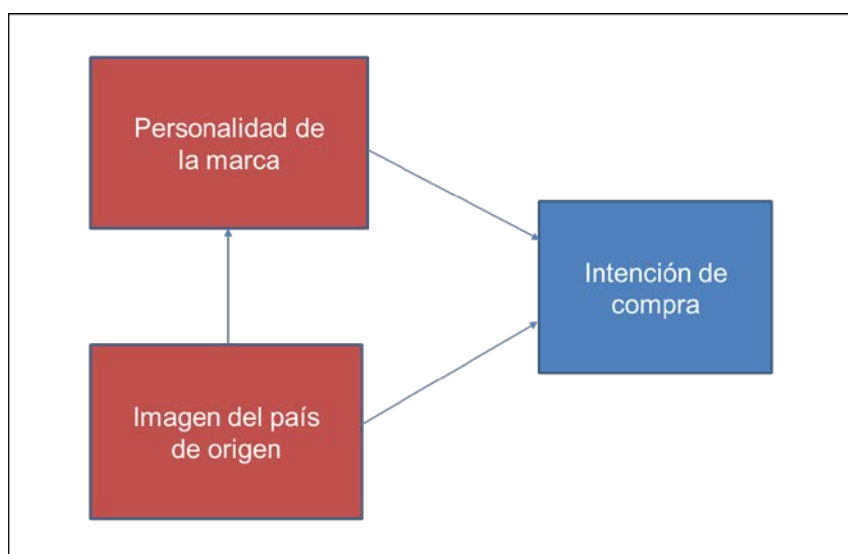 Personalidad de
la marca
Intención de
compra
Imagen del país
de origen